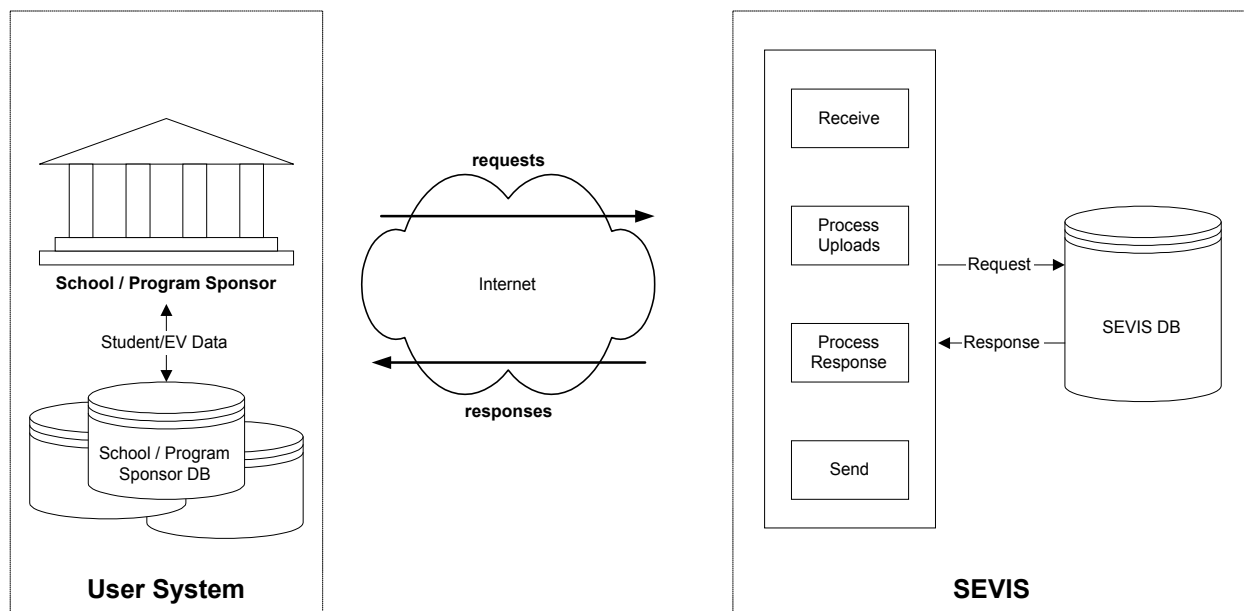 School / Program Sponsor
Student/EV Data
School / Program
Sponsor DB
User System
requests
Internet
responses
Receive
Process
Uploads
Process
Response
Send
Request
Response
SEVIS DB
SEVIS